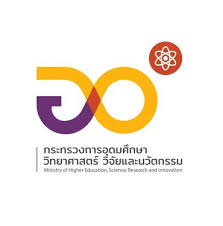 กระทรวงการอุดมศึกษา
วิทยาศาสตร์ วิจัยและนวัตกรรม
Ministry of Higher Education, Science, Research and Innovation